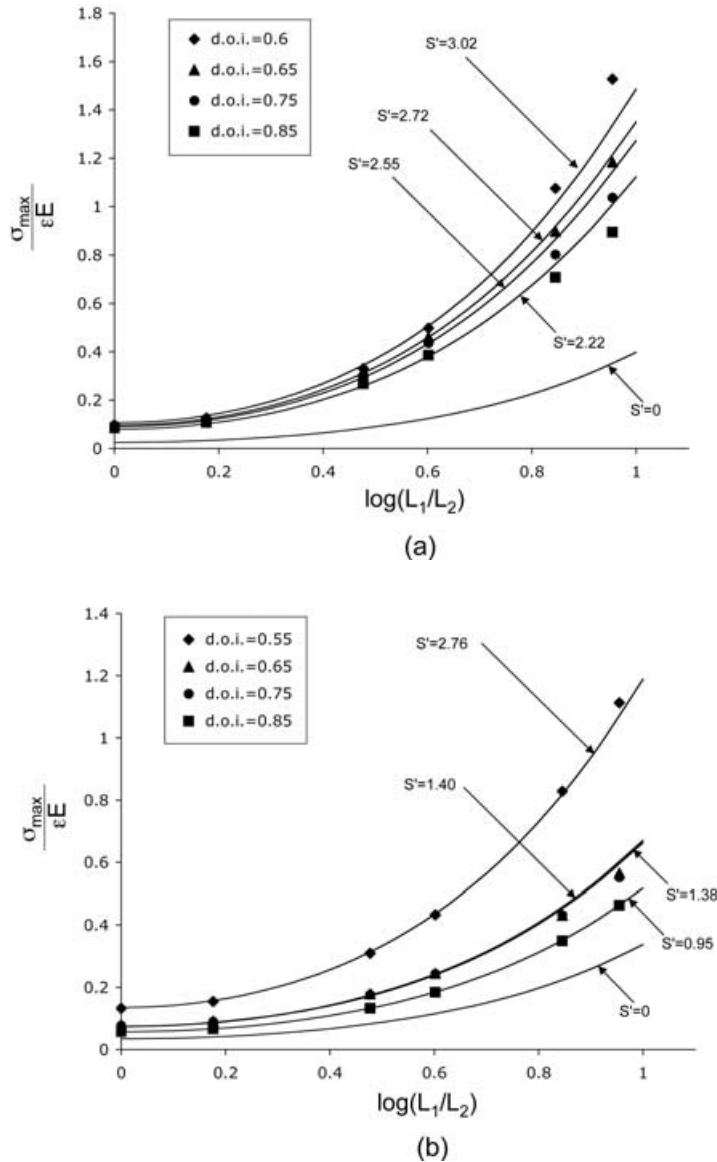 1.8
1.6
1.4
1.2
1
0.8
0.6
0.4
0.2
0
σmax
εE
d.o.i.=0.6
d.o.i.=0.65
d.o.i.=0.75
d.o.i.=0.85
S'=3.02
S'=2.72
S'=2.55
S'=2.22
S'=0
0 0.2 0.4 0.6 0.8 1
log(L₁/L₂)
(a)
1.4
1.2
1
0.8
0.6
0.4
0.2
0
σmax
εE
d.o.i.=0.55
d.o.i.=0.65
d.o.i.=0.75
d.o.i.=0.85
S'=2.76
S'=1.40
S'=1.38
S'=0.95
S'=0
0 0.2 0.4 0.6 0.8 1
log(L₁/L₂)
(b)